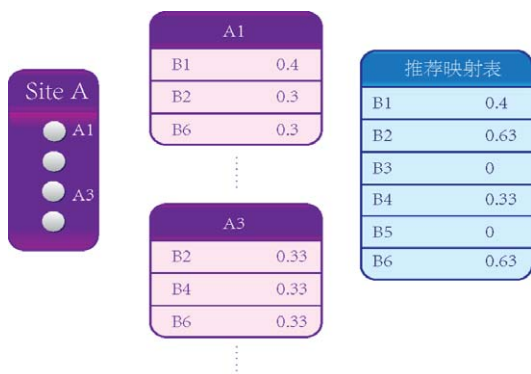 Site A
A1
A3
A1
B1 0.4
B2 0.3
B6 0.3
A3
B2 0.33
B4 0.33
B6 0.33
推荐映射表
B1 0.4
B2 0.63
B3 0
B4 0.33
B5 0
B6 0.63